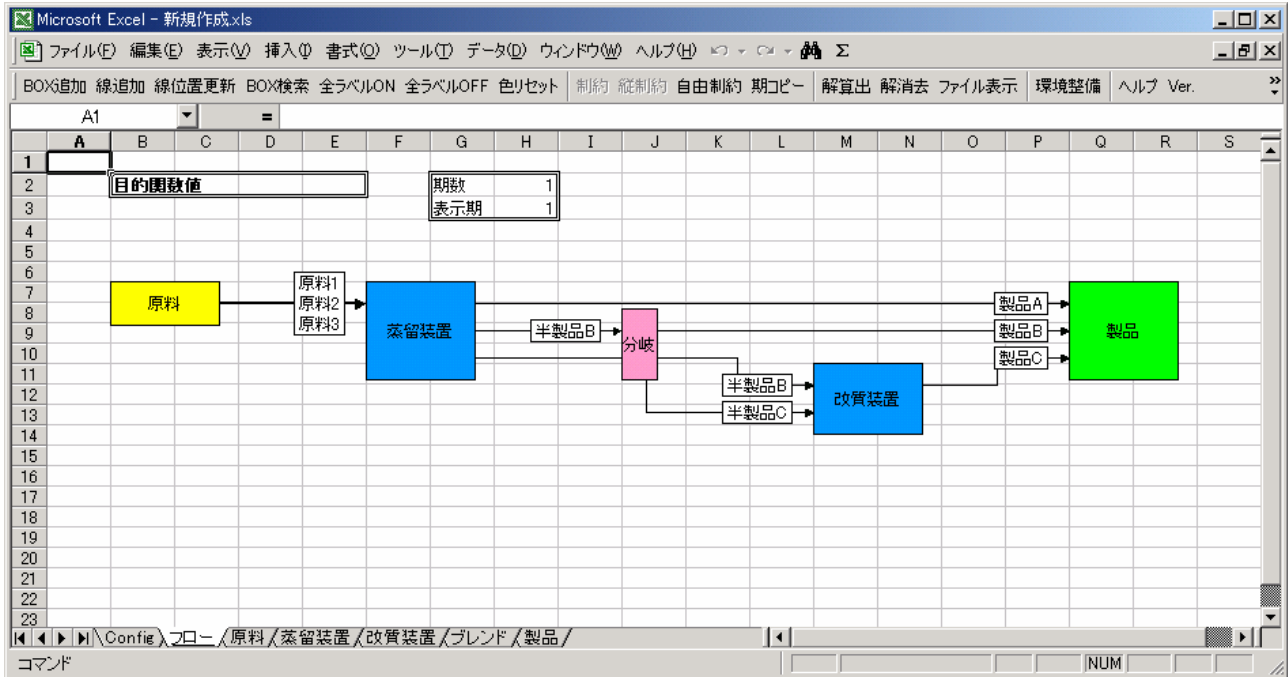 Microsoft Excel - 新規作成.xls
ファイル(F) 編集(E) 表示(V) 挿入(I) 書式(O) ツール(T) データ(D) ウィンドウ(W) ヘルプ(H) Σ
BOX追加 線追加 線位置更新 BOX検索 全ラベルON 全ラベルOFF 色リセット 制約 縦制約 自由制約 期コピー 解算出 解消去 ファイル表示 環境整備 ヘルプ Ver.
A1 =
A B C D E F G H I J K L M N O P Q R S
1
2 目的関数値 期数 1
3 表示期 1
4
5
6 原料1
7 原料 原料2 製品A
8 原料3 蒸留装置 半製品B 分岐 製品B 製品
9
10 製品C
11
12 半製品B 改質装置
13 半製品C
14
15
16
17
18
19
20
21
22
23
Config フロー 原料 蒸留装置 改質装置 ブレンド 製品
コマンド NUM